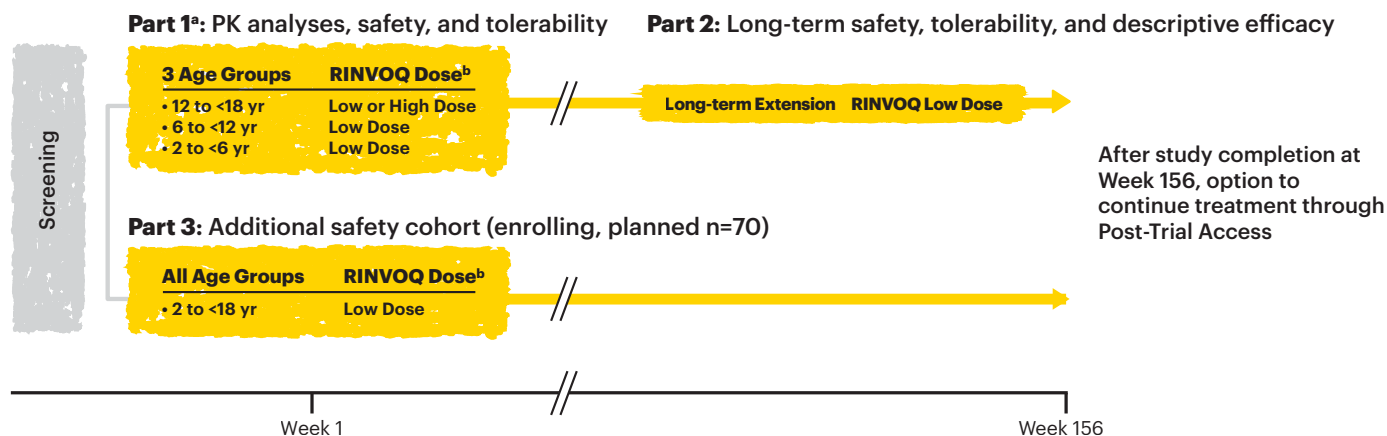 Part 1ᵃ: PK analyses, safety, and tolerability
Part 2: Long-term safety, tolerability, and descriptive efficacy
Screening
3 Age Groups RINVOQ Doseᵇ
• 12 to <18 yr Low or High Dose
• 6 to <12 yr Low Dose
• 2 to <6 yr Low Dose
Long-term Extension RINVOQ Low Dose
After study completion at
Week 156, option to
continue treatment through
Post-Trial Access
Part 3: Additional safety cohort (enrolling, planned n=70)
All Age Groups RINVOQ Doseᵇ
• 2 to <18 yr Low Dose
Week 1
Week 156